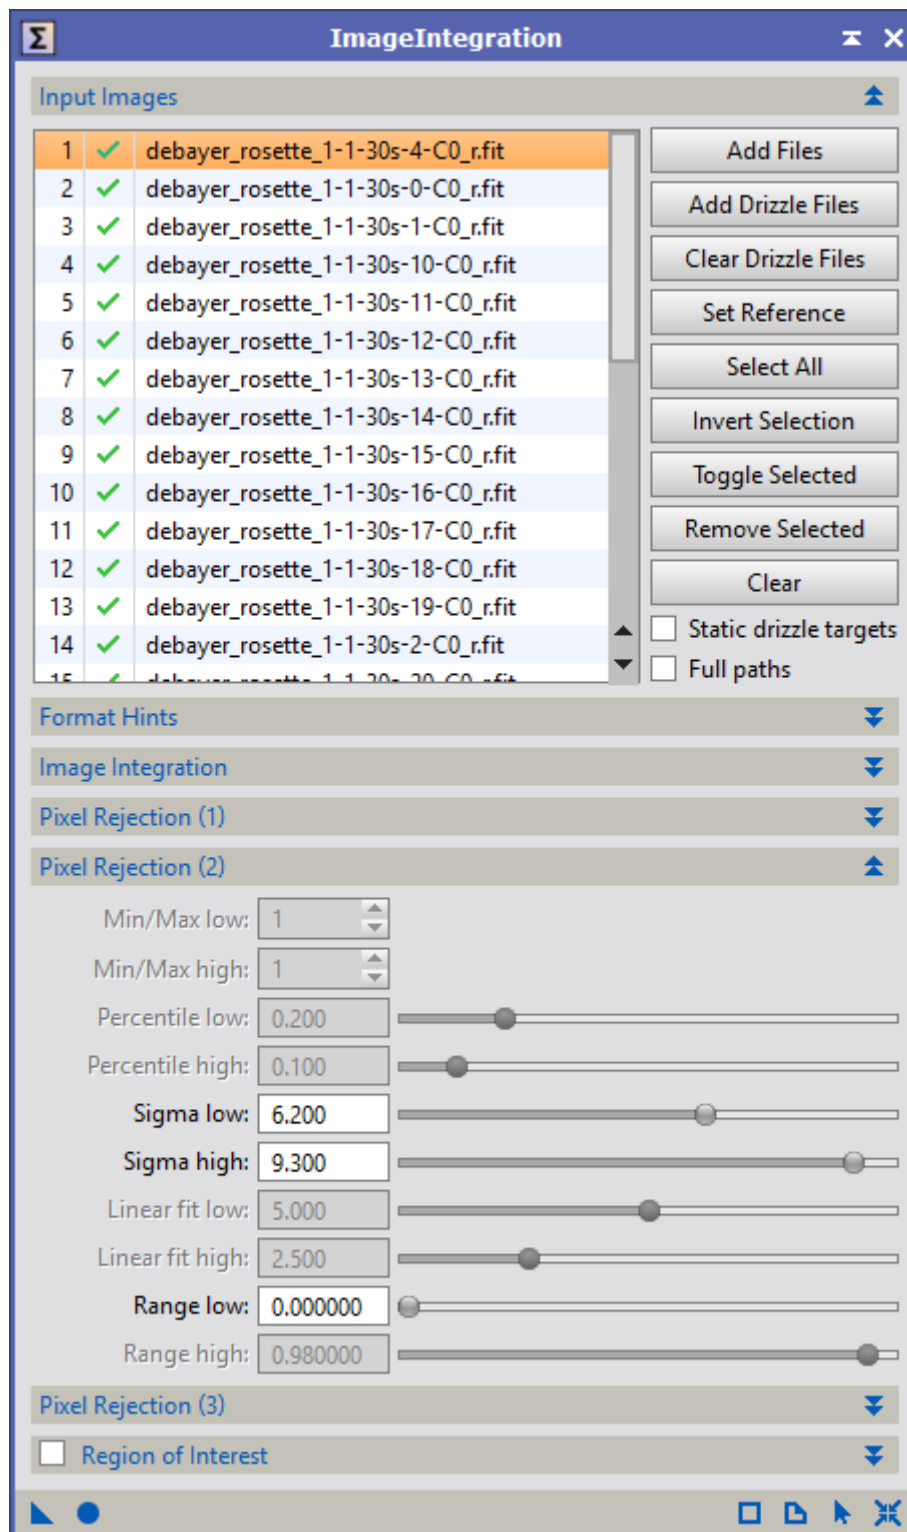 Σ ImageIntegration
Input Images
1 debayer_rosette_1-1-30s-4-C0_r.fit
2 debayer_rosette_1-1-30s-0-C0_r.fit
3 debayer_rosette_1-1-30s-1-C0_r.fit
4 debayer_rosette_1-1-30s-10-C0_r.fit
5 debayer_rosette_1-1-30s-11-C0_r.fit
6 debayer_rosette_1-1-30s-12-C0_r.fit
7 debayer_rosette_1-1-30s-13-C0_r.fit
8 debayer_rosette_1-1-30s-14-C0_r.fit
9 debayer_rosette_1-1-30s-15-C0_r.fit
10 debayer_rosette_1-1-30s-16-C0_r.fit
11 debayer_rosette_1-1-30s-17-C0_r.fit
12 debayer_rosette_1-1-30s-18-C0_r.fit
13 debayer_rosette_1-1-30s-19-C0_r.fit
14 debayer_rosette_1-1-30s-2-C0_r.fit
15 debayer_rosette_1-1-30s-20-C0_r.fit
Add Files
Add Drizzle Files
Clear Drizzle Files
Set Reference
Select All
Invert Selection
Toggle Selected
Remove Selected
Clear
Static drizzle targets
Full paths
Format Hints
Image Integration
Pixel Rejection (1)
Pixel Rejection (2)
Min/Max low: 1
Min/Max high: 1
Percentile low: 0.200
Percentile high: 0.100
Sigma low: 6.200
Sigma high: 9.300
Linear fit low: 5.000
Linear fit high: 2.500
Range low: 0.000000
Range high: 0.980000
Pixel Rejection (3)
Region of Interest